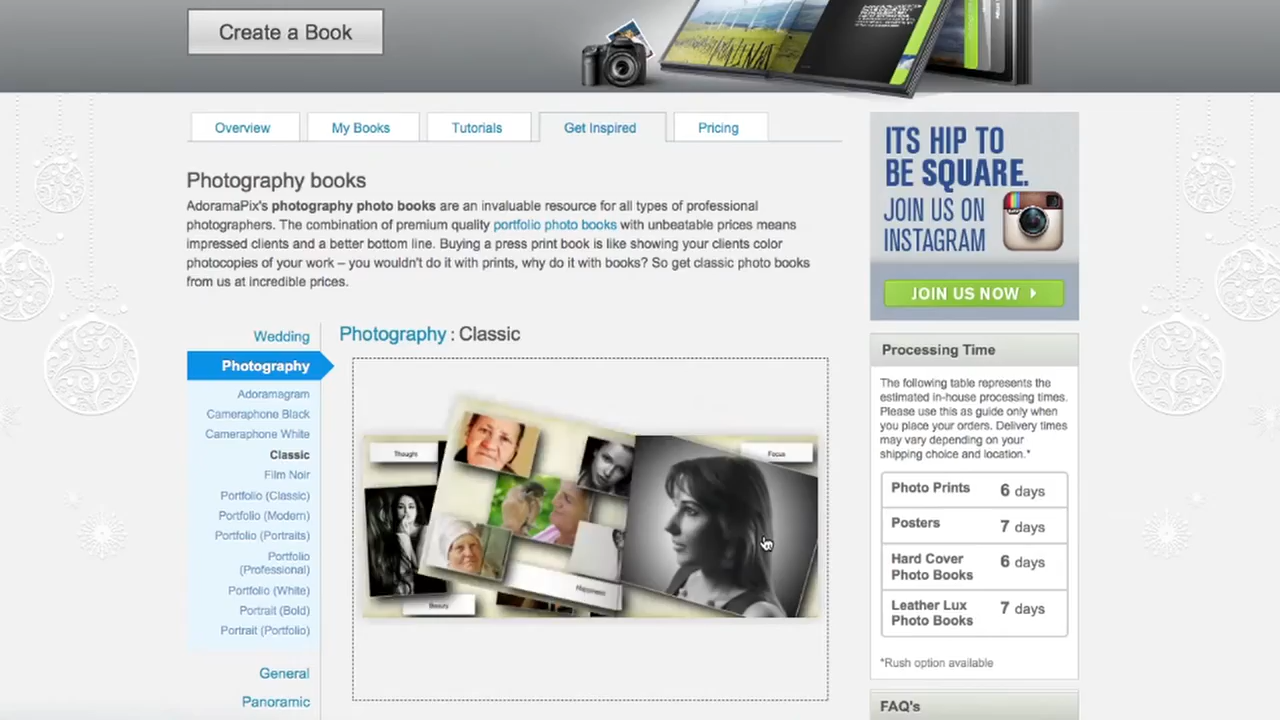 Create a Book
Overview
My Books
Tutorials
Get Inspired
Pricing
Photography books
AdoramaPix's photography photo books are an invaluable resource for all types of professional
photographers. The combination of premium quality portfolio photo books with unbeatable prices means
impressed clients and a better bottom line. Buying a press print book is like showing your clients color
photocopies of your work – you wouldn't do it with prints, why do it with books? So get classic photo books
from us at incredible prices.
Wedding
Photography
Adoramagram
Cameraphone Black
Cameraphone White
Classic
Film Noir
Portfolio (Classic)
Portfolio (Modern)
Portfolio (Portraits)
Portfolio
(Professional)
Portfolio (White)
Portrait (Bold)
Portrait (Portfolio)
General
Panoramic
Photography : Classic
Thought
Focus
Beauty
Happiness
ITS HIP TO
BE SQUARE.
JOIN US ON
INSTAGRAM
JOIN US NOW
Processing Time
The following table represents the
estimated in-house processing times.
Please use this as guide only when
you place your orders. Delivery times
may vary depending on your
shipping choice and location.*
Photo Prints 6 days
Posters 7 days
Hard Cover
Photo Books 6 days
Leather Lux
Photo Books 7 days
*Rush option available
FAQ's